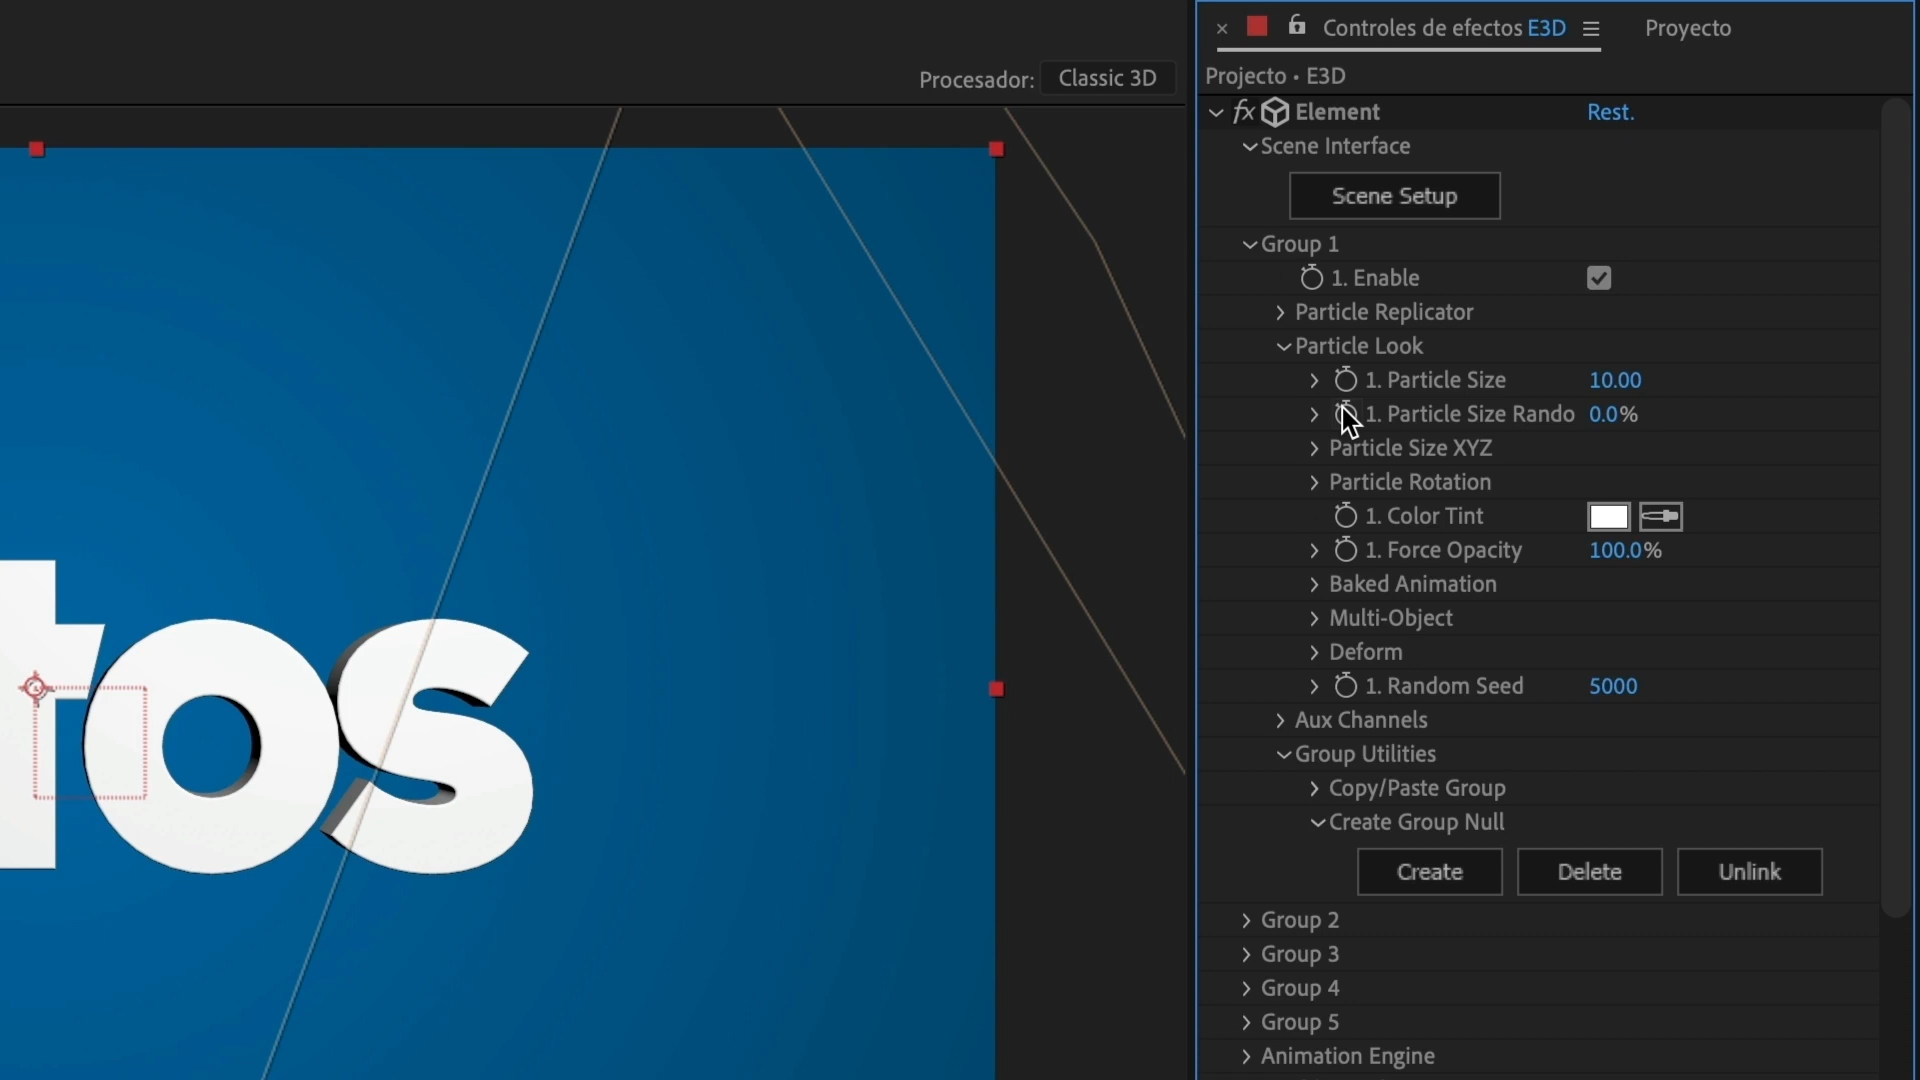 Controles de efectos E3D
Proyecto
Procesador: Classic 3D
Projecto • E3D
fx Element Rest.
Scene Interface
Scene Setup
Group 1
1. Enable
Particle Replicator
Particle Look
1. Particle Size 10.00
1. Particle Size Rando 0.0%
Particle Size XYZ
Particle Rotation
1. Color Tint
1. Force Opacity 100.0%
Baked Animation
Multi-Object
Deform
1. Random Seed 5000
Aux Channels
Group Utilities
Copy/Paste Group
Create Group Null
Create Delete Unlink
Group 2
Group 3
Group 4
Group 5
Animation Engine
tos